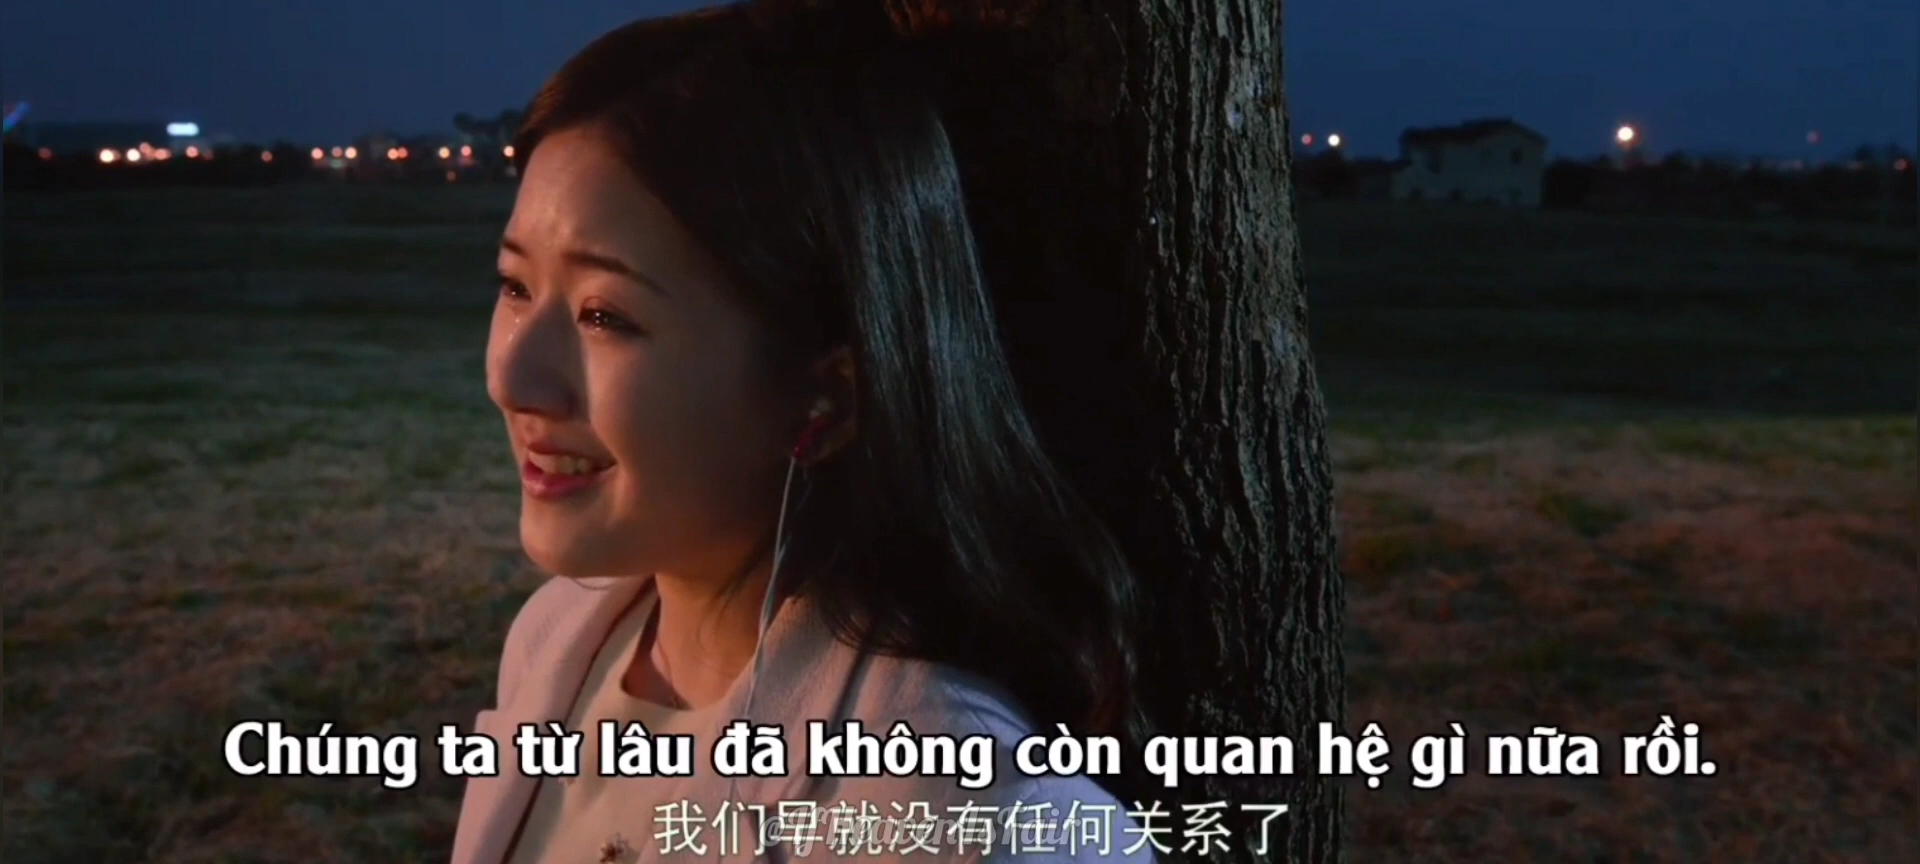 Chúng ta từ lâu đã không còn quan hệ gì nữa rồi.
我们早就没有任何关系了
@IfHeavenIsFair